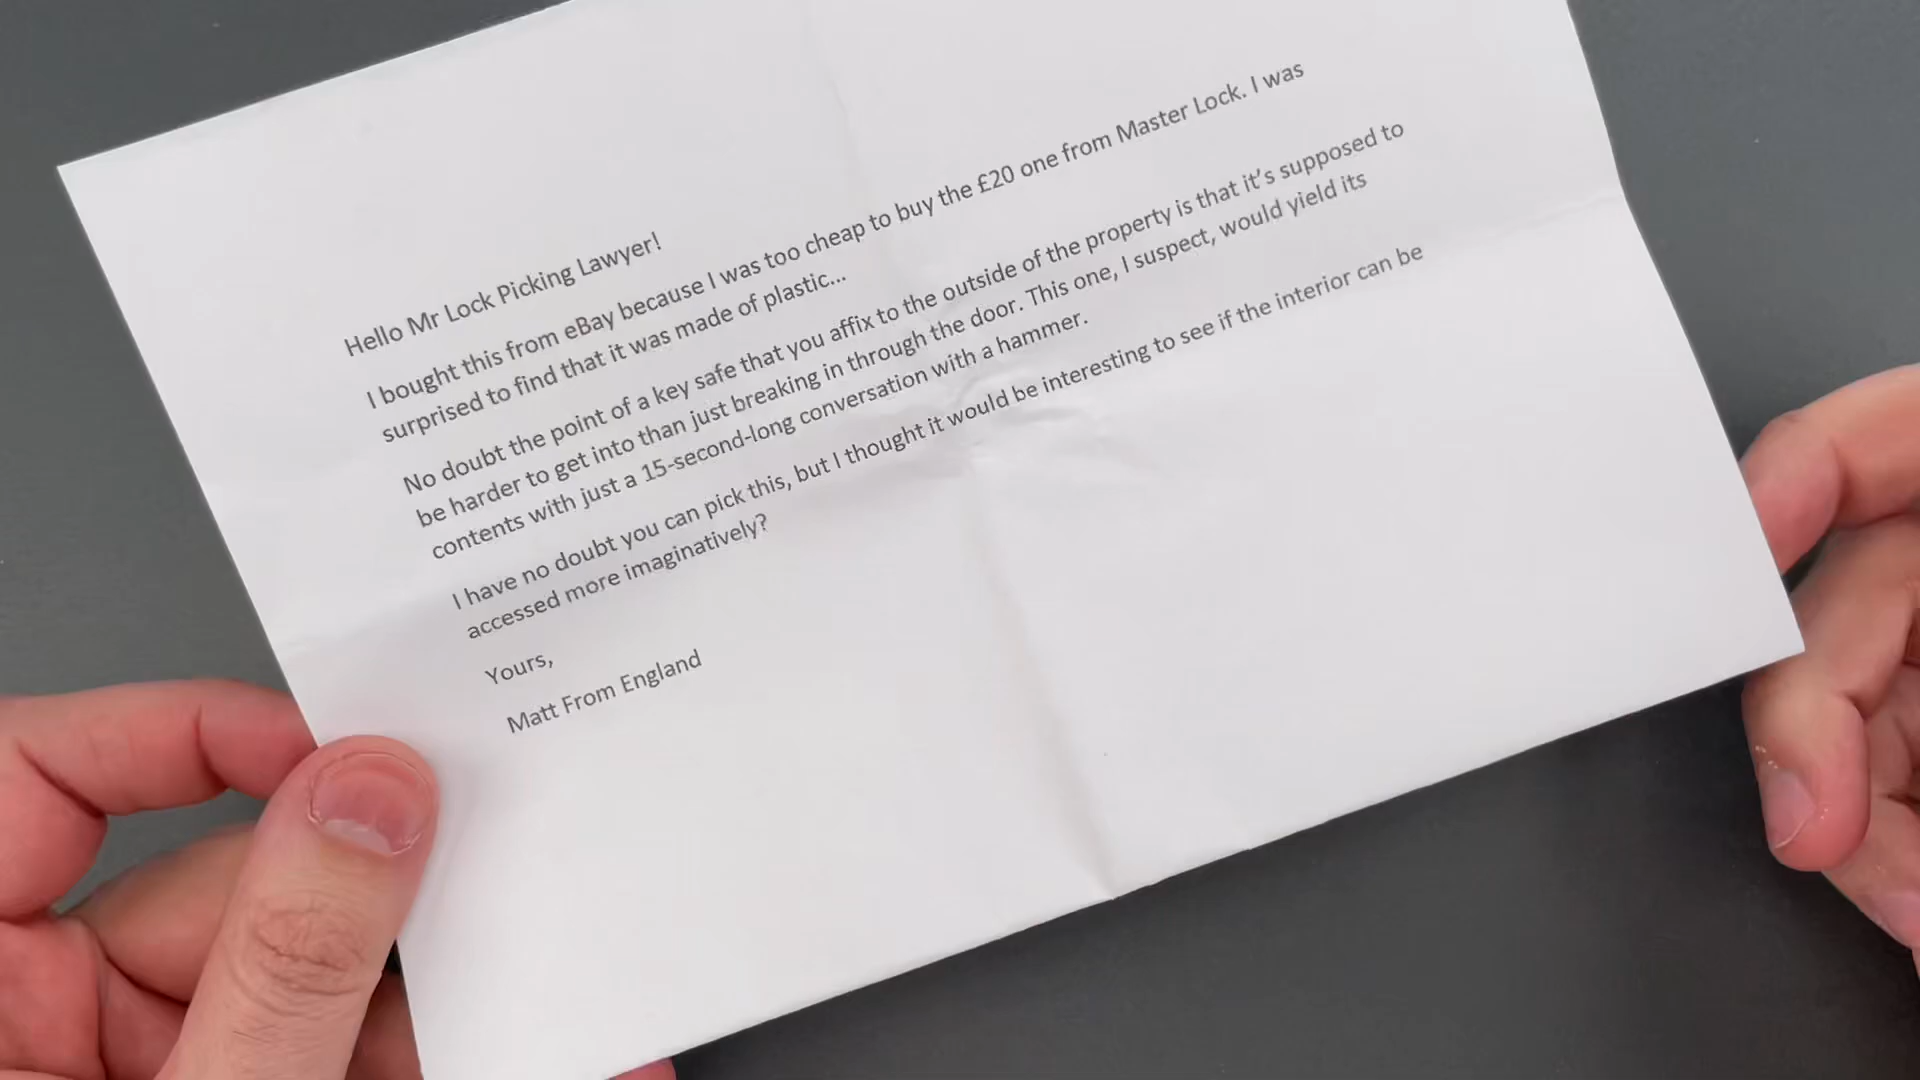 Hello Mr Lock Picking Lawyer!
I bought this from eBay because I was too cheap to buy the £20 one from Master Lock. I was
surprised to find that it was made of plastic...
No doubt the point of a key safe that you affix to the outside of the property is that it's supposed to
be harder to get into than just breaking in through the door. This one, I suspect, would yield its
contents with just a 15-second-long conversation with a hammer.
I have no doubt you can pick this, but I thought it would be interesting to see if the interior can be
accessed more imaginatively?
Yours,
Matt From England